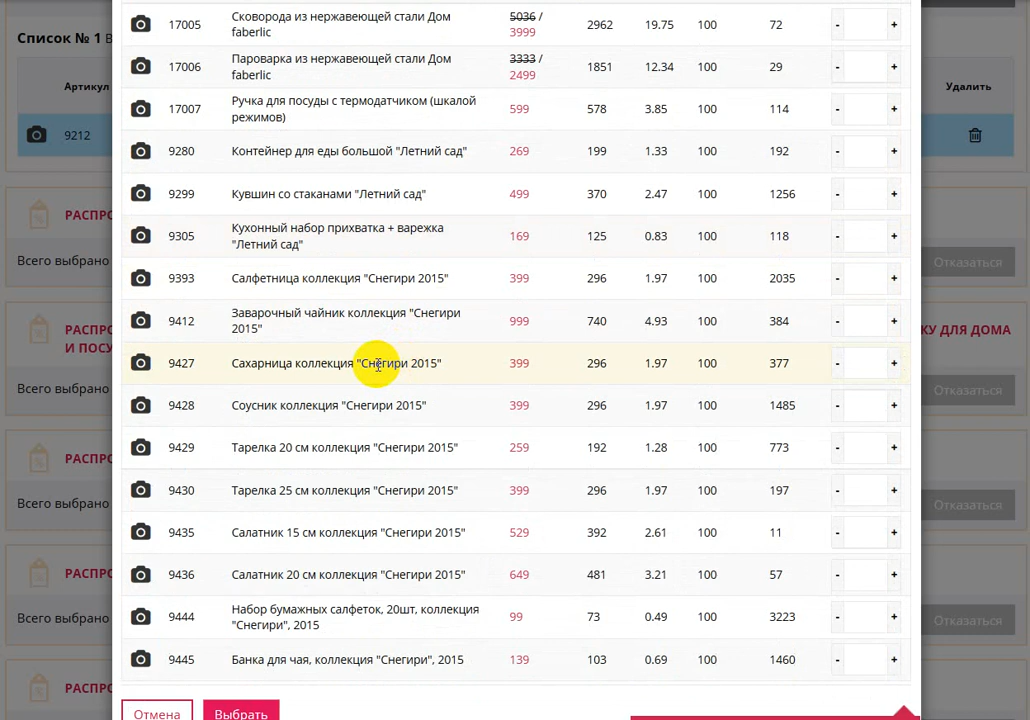 Список № 1 В
Артикул
Удалить
9212
17005 Сковорода из нержавеющей стали Дом faberlic 5036 / 3999 2962 19.75 100 72 - +
17006 Пароварка из нержавеющей стали Дом faberlic 3333 / 2499 1851 12.34 100 29 - +
17007 Ручка для посуды с термодатчиком (шкалой режимов) 599 578 3.85 100 114 - +
9280 Контейнер для еды большой "Летний сад" 269 199 1.33 100 192 - +
9299 Кувшин со стаканами "Летний сад" 499 370 2.47 100 1256 - +
9305 Кухонный набор прихватка + варежка "Летний сад" 169 125 0.83 100 118 - +
9393 Салфетница коллекция "Снегири 2015" 399 296 1.97 100 2035 - +
9412 Заварочный чайник коллекция "Снегири 2015" 999 740 4.93 100 384 - +
9427 Сахарница коллекция "Снегири 2015" 399 296 1.97 100 377 - +
9428 Соусник коллекция "Снегири 2015" 399 296 1.97 100 1485 - +
9429 Тарелка 20 см коллекция "Снегири 2015" 259 192 1.28 100 773 - +
9430 Тарелка 25 см коллекция "Снегири 2015" 399 296 1.97 100 197 - +
9435 Салатник 15 см коллекция "Снегири 2015" 529 392 2.61 100 11 - +
9436 Салатник 20 см коллекция "Снегири 2015" 649 481 3.21 100 57 - +
9444 Набор бумажных салфеток, 20шт, коллекция "Снегири", 2015 99 73 0.49 100 3223 - +
9445 Банка для чая, коллекция "Снегири", 2015 139 103 0.69 100 1460 - +
Отмена Выбрать
РАСПРО
Всего выбрано
Отказаться
РАСПРО
И ПОСУ
КУ ДЛЯ ДОМА
Всего выбрано
Отказаться
РАСПРО
Всего выбрано
Отказаться
РАСПРО
Всего выбрано
Отказаться
РАСПРО